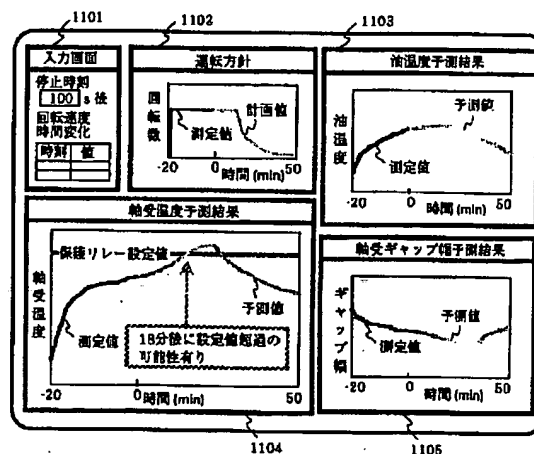 1101
1102
1103
入力画面
停止時刻
100 s 後
回転速度
時間変化
時刻 値
運転方針
回転数
測定値
計画値
-20 0 50
時間 (min)
油温度予測結果
油温度
予測値
測定値
-20 0 50
時間 (min)
軸受温度予測結果
保護リレー設定値
軸受温度
測定値
予測値
18分後に設定値超過の
可能性有り
-20 0 50
時間 (min)
軸受ギャップ幅予測結果
ギャップ幅
予測値
測定値
-20 0 50
時間 (min)
1104
1105